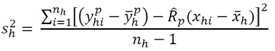 $s_h^2 = \dfrac{\sum_{i=1}^{n_h}\left[(y_{hi}^p - \bar{y}_h^p) - \hat{R}_p(x_{hi} - \bar{x}_h)\right]^2}{n_h - 1}$